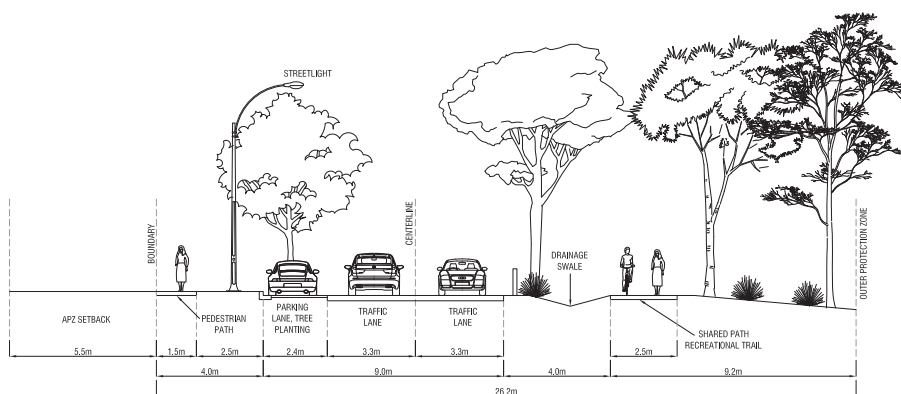 STREETLIGHT
BOUNDARY
CENTERLINE
DRAINAGE
SWALE
OUTER PROTECTION ZONE
APZ SETBACK
PEDESTRIAN
PATH
PARKING
LANE, TREE
PLANTING
TRAFFIC
LANE
TRAFFIC
LANE
SHARED PATH
RECREATIONAL TRAIL
5.5m
1.5m
2.5m
2.4m
3.3m
3.3m
2.5m
4.0m
9.0m
4.0m
9.2m
26.2m